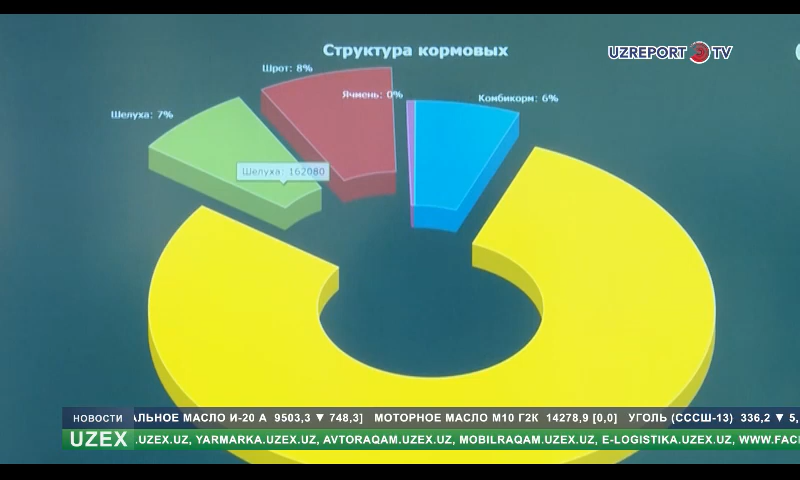 Структура кормовых
UZREPORT TV
Шрот: 8%
Ячмень: 0%
Комбикорм: 6%
Шелуха: 7%
Шелуха: 162080
НОВОСТИ
АЛЬНОЕ МАСЛО И-20 А 9503,3 ▼ 748,3] МОТОРНОЕ МАСЛО М10 Г2К 14278,9 [0,0] УГОЛЬ (СССШ-13) 336,2 ▼ 5,
UZEX
.UZEX.UZ, YARMARKA.UZEX.UZ, AVTORAQAM.UZEX.UZ, MOBILRAQAM.UZEX.UZ, E-LOGISTIKA.UZEX.UZ, WWW.FAC